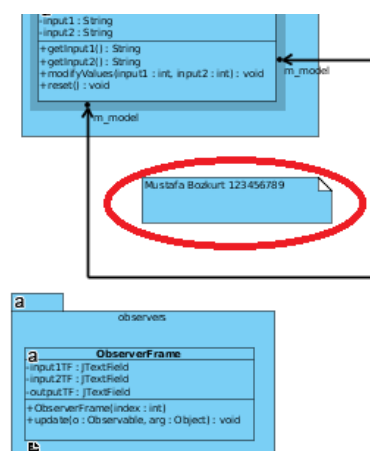 -input1 : String
-input2 : String
+getInput1() : String
+getInput2() : String
+modifyValues(input1 : int, input2 : int) : void
+reset() : void
m_model
m_model
Mustafa Bozkurt 123456789
a
observers
a
ObserverFrame
-input1TF : JTextField
-input2TF : JTextField
-outputTF : JTextField
+ObserverFrame(index : int)
+update(o : Observable, arg : Object) : void